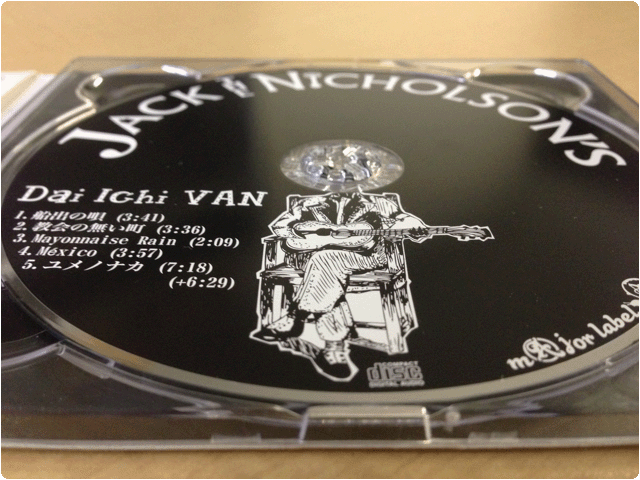 JACK & NICHOLSON'S
Dai Ichi VAN
1. 船出の唄 (3:41)
2. 教会の無い町 (3:36)
3. Mayonnaise Rain (2:09)
4. México (3:57)
5. ユメノナカ (7:18)
(+6:29)
COMPACT
disc
DIGITAL AUDIO
for label